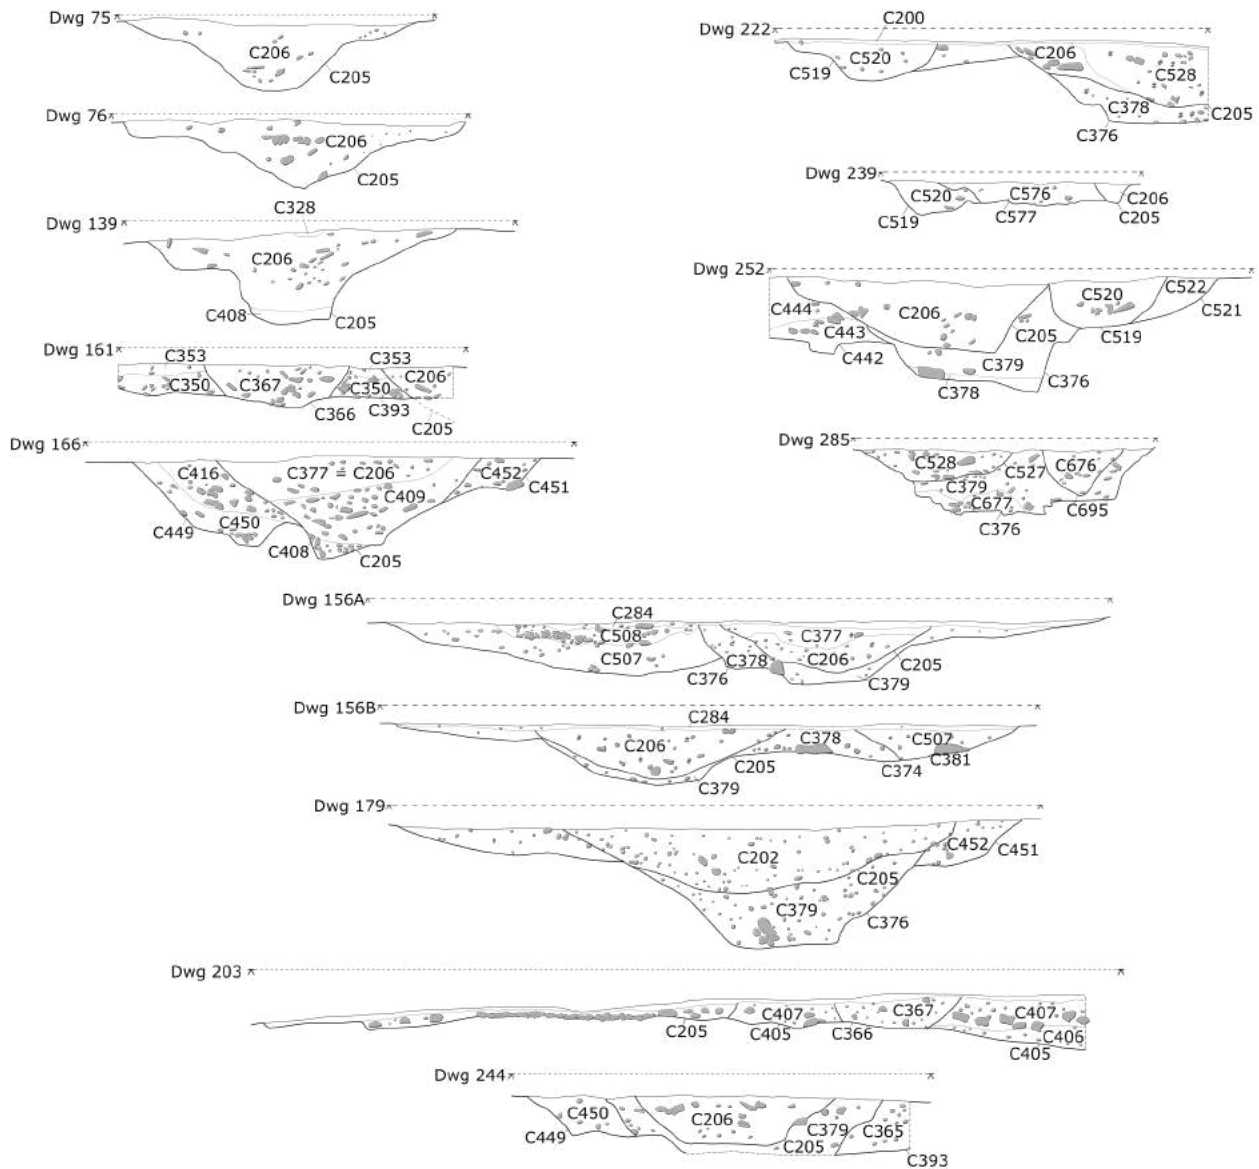 Dwg 75
C206
C205
Dwg 76
C206
C205
Dwg 139
C328
C206
C408
C205
Dwg 161
C353
C353
C350
C367
C350
C206
C366
C393
C205
Dwg 166
C416
C377 = C206
C452
C409
C451
C450
C449
C408
C205
Dwg 222
C200
C520
C206
C519
C528
C378
C205
C376
Dwg 239
C520
C576
C206
C519
C577
C205
Dwg 252
C444
C206
C520
C522
C521
C443
C205
C519
C442
C379
C378
C376
Dwg 285
C528
C527
C676
C379
C677
C695
C376
Dwg 156A
C284
C508
C377
C507
C378
C206
C205
C376
C379
Dwg 156B
C284
C206
C378
C507
C205
C374
C381
C379
Dwg 179
C202
C452
C451
C205
C379
C376
Dwg 203
C205
C407
C367
C407
C405
C366
C406
C405
Dwg 244
C450
C206
C379
C365
C449
C205
C393